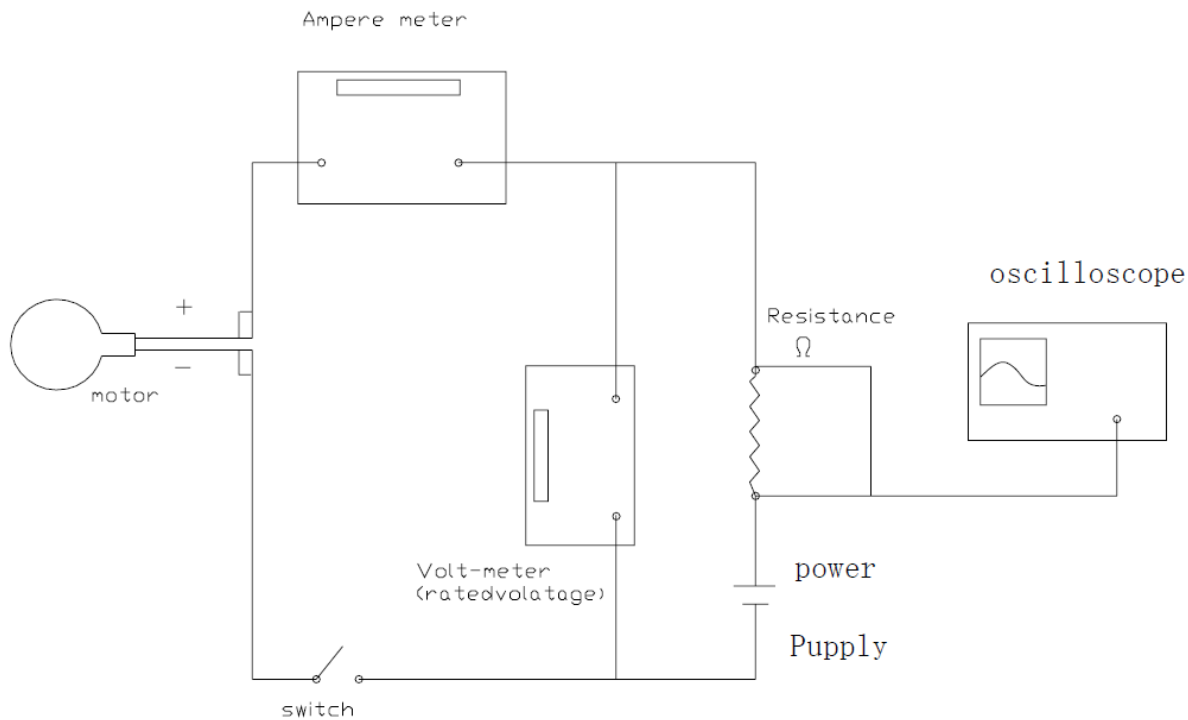 Ampere meter
oscilloscope
Resistance
Ω
+
−
motor
Volt-meter
(ratedvolatage)
power
Pupply
switch